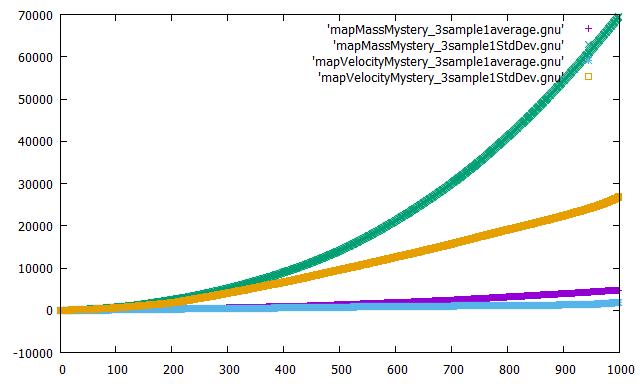 70000
60000
50000
40000
30000
20000
10000
0
-10000
'mapMassMystery_3sample1average.gnu'
'mapMassMystery_3sample1StdDev.gnu'
'mapVelocityMystery_3sample1average.gnu'
'mapVelocityMystery_3sample1StdDev.gnu'
0 100 200 300 400 500 600 700 800 900 1000